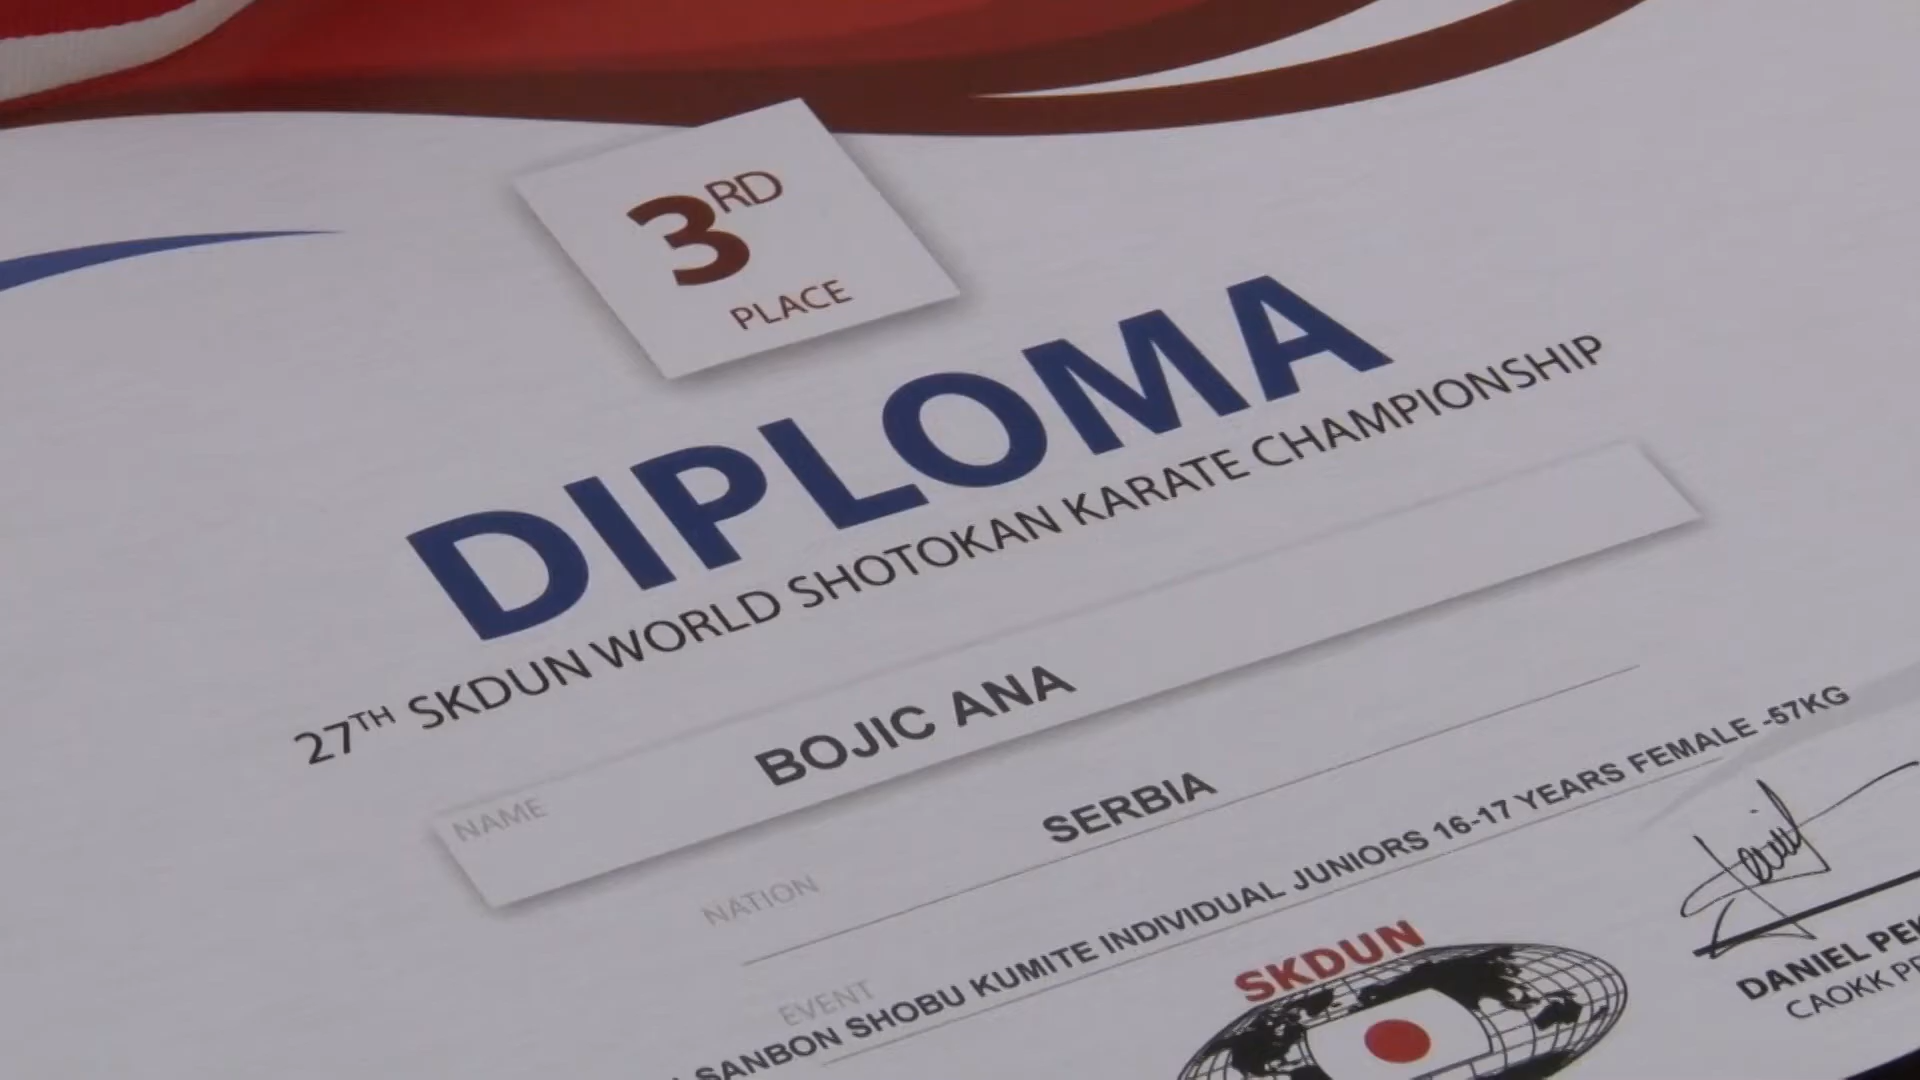 3RD
PLACE
DIPLOMA
27TH SKDUN WORLD SHOTOKAN KARATE CHAMPIONSHIP
NAME
BOJIC ANA
NATION
SERBIA
EVENT
SANBON SHOBU KUMITE INDIVIDUAL JUNIORS 16-17 YEARS FEMALE -57KG
SKDUN
DANIEL
CAOKK